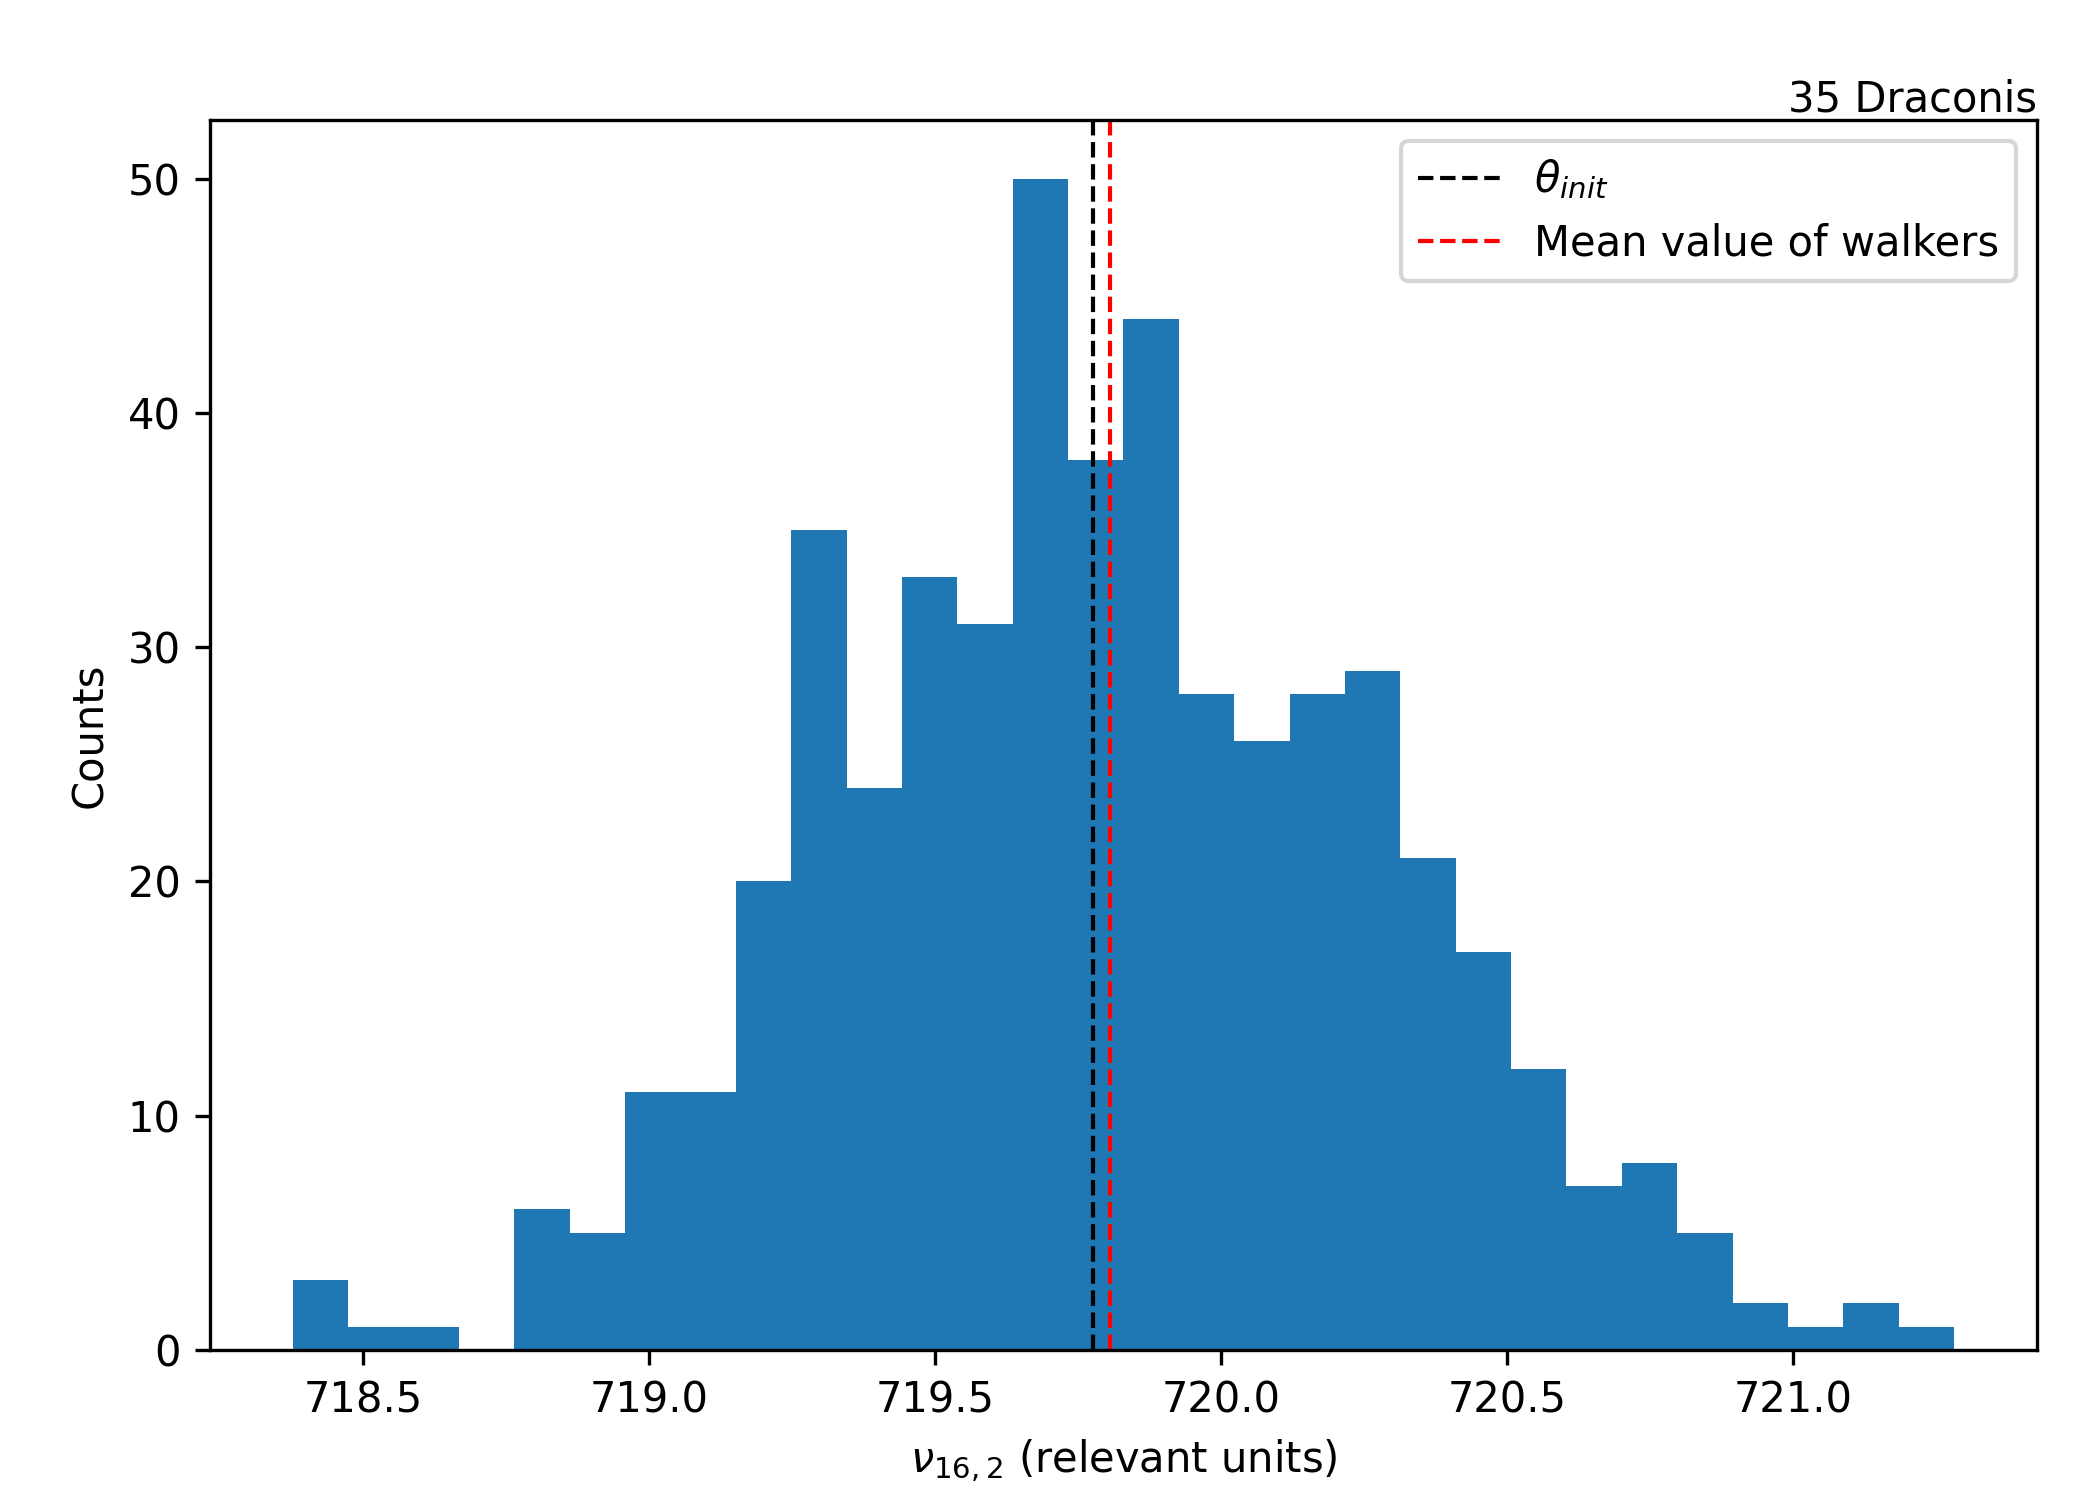 35 Draconis
θinit
Mean value of walkers
50
40
30
20
10
0
Counts
718.5 719.0 719.5 720.0 720.5 721.0
ν16, 2 (relevant units)